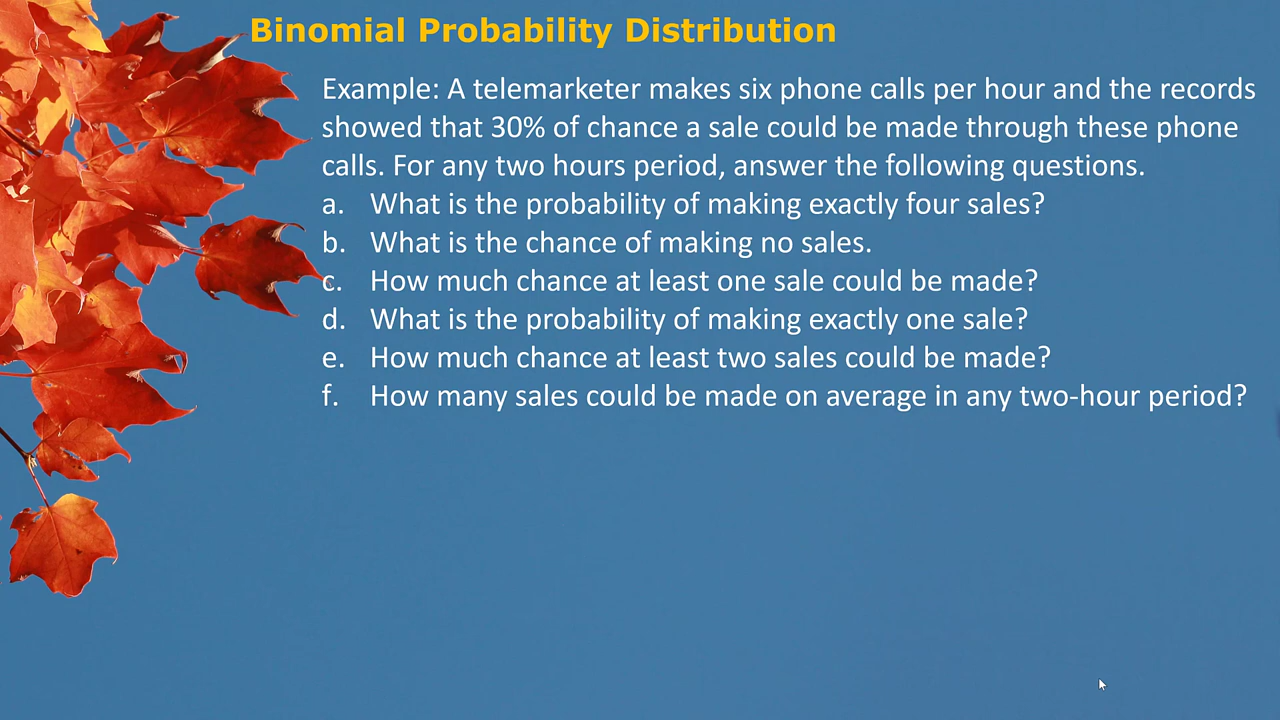 Binomial Probability Distribution
Example: A telemarketer makes six phone calls per hour and the records
showed that 30% of chance a sale could be made through these phone
calls. For any two hours period, answer the following questions.
a. What is the probability of making exactly four sales?
b. What is the chance of making no sales.
c. How much chance at least one sale could be made?
d. What is the probability of making exactly one sale?
e. How much chance at least two sales could be made?
f. How many sales could be made on average in any two-hour period?